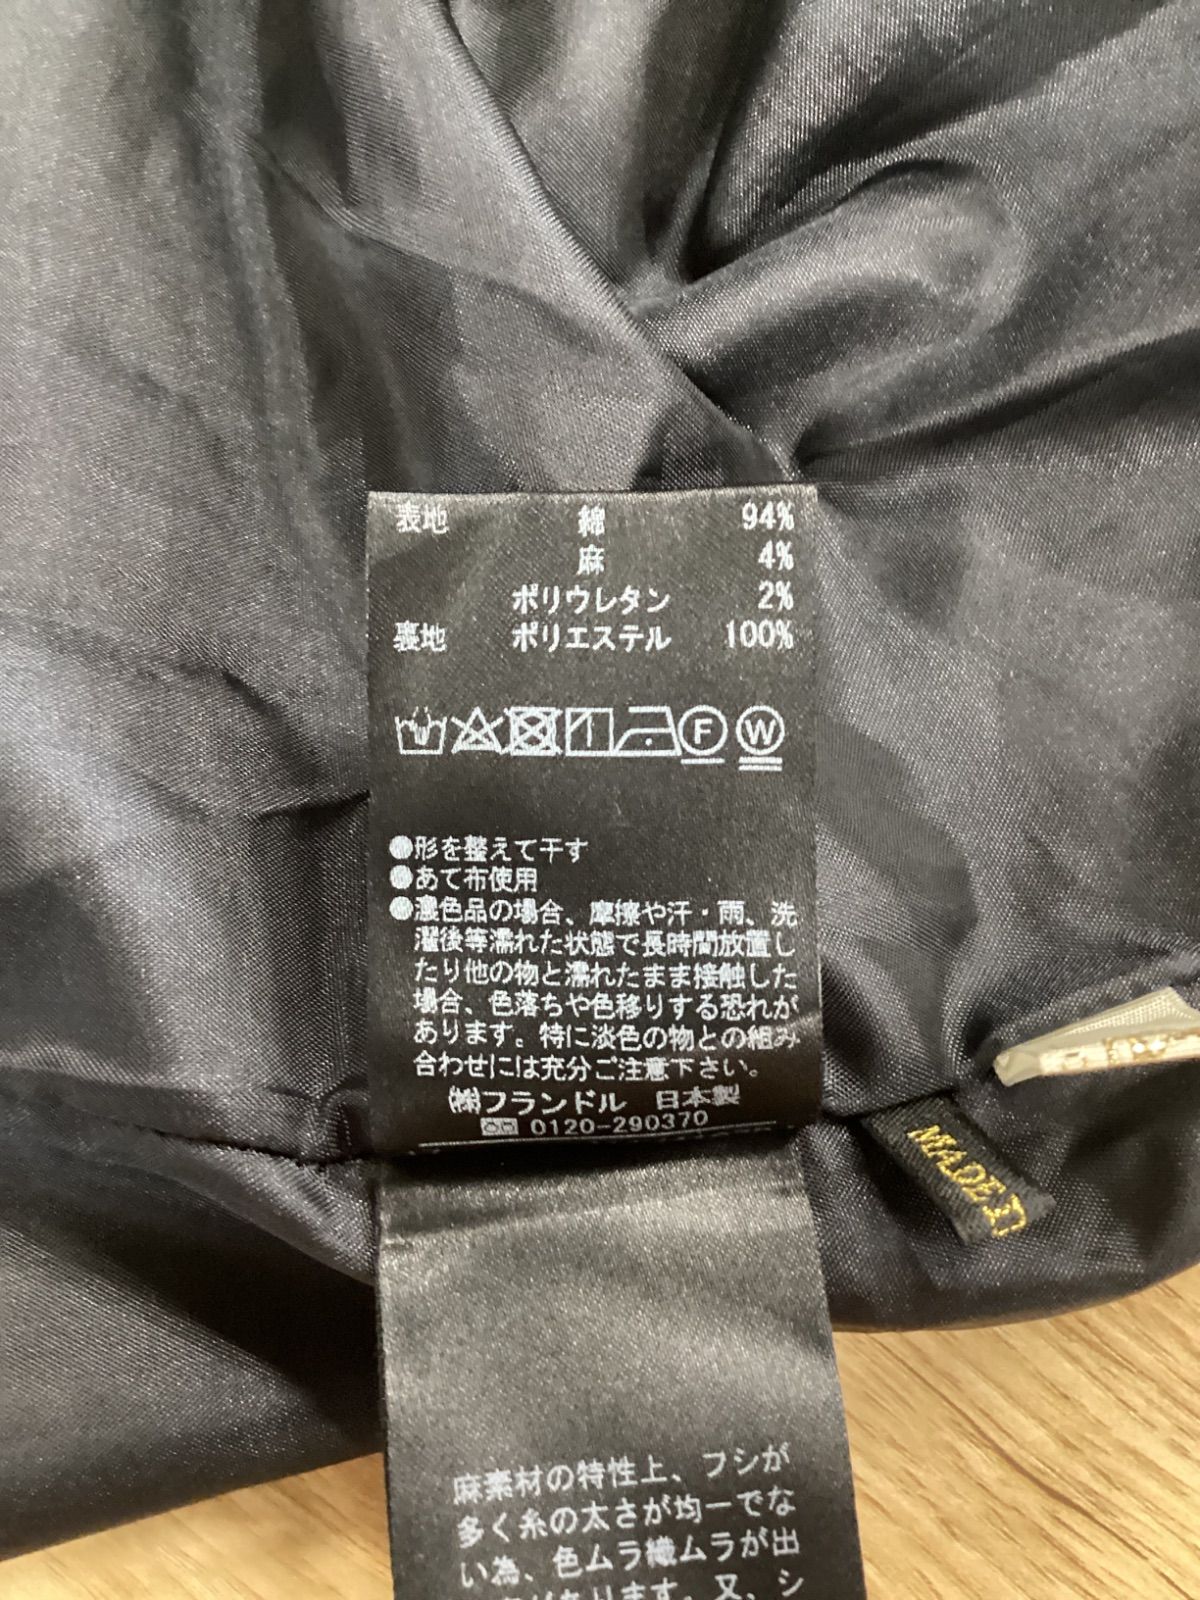 表地 綿 94%
麻 4%
ポリウレタン 2%
裏地 ポリエステル 100%
F W
●形を整えて干す
●あて布使用
●濃色品の場合、摩擦や汗・雨、洗
濯後等濡れた状態で長時間放置し
たり他の物と濡れたまま接触した
場合、色落ちや色移りする恐れが
あります。特に淡色の物との組み
合わせには充分ご注意下さい。
㈱フランドル 日本製
0120-290370
MADE
麻素材の特性上、フシが
多く糸の太さが均一でな
い為、色ムラ織ムラが出
あります。又、シ